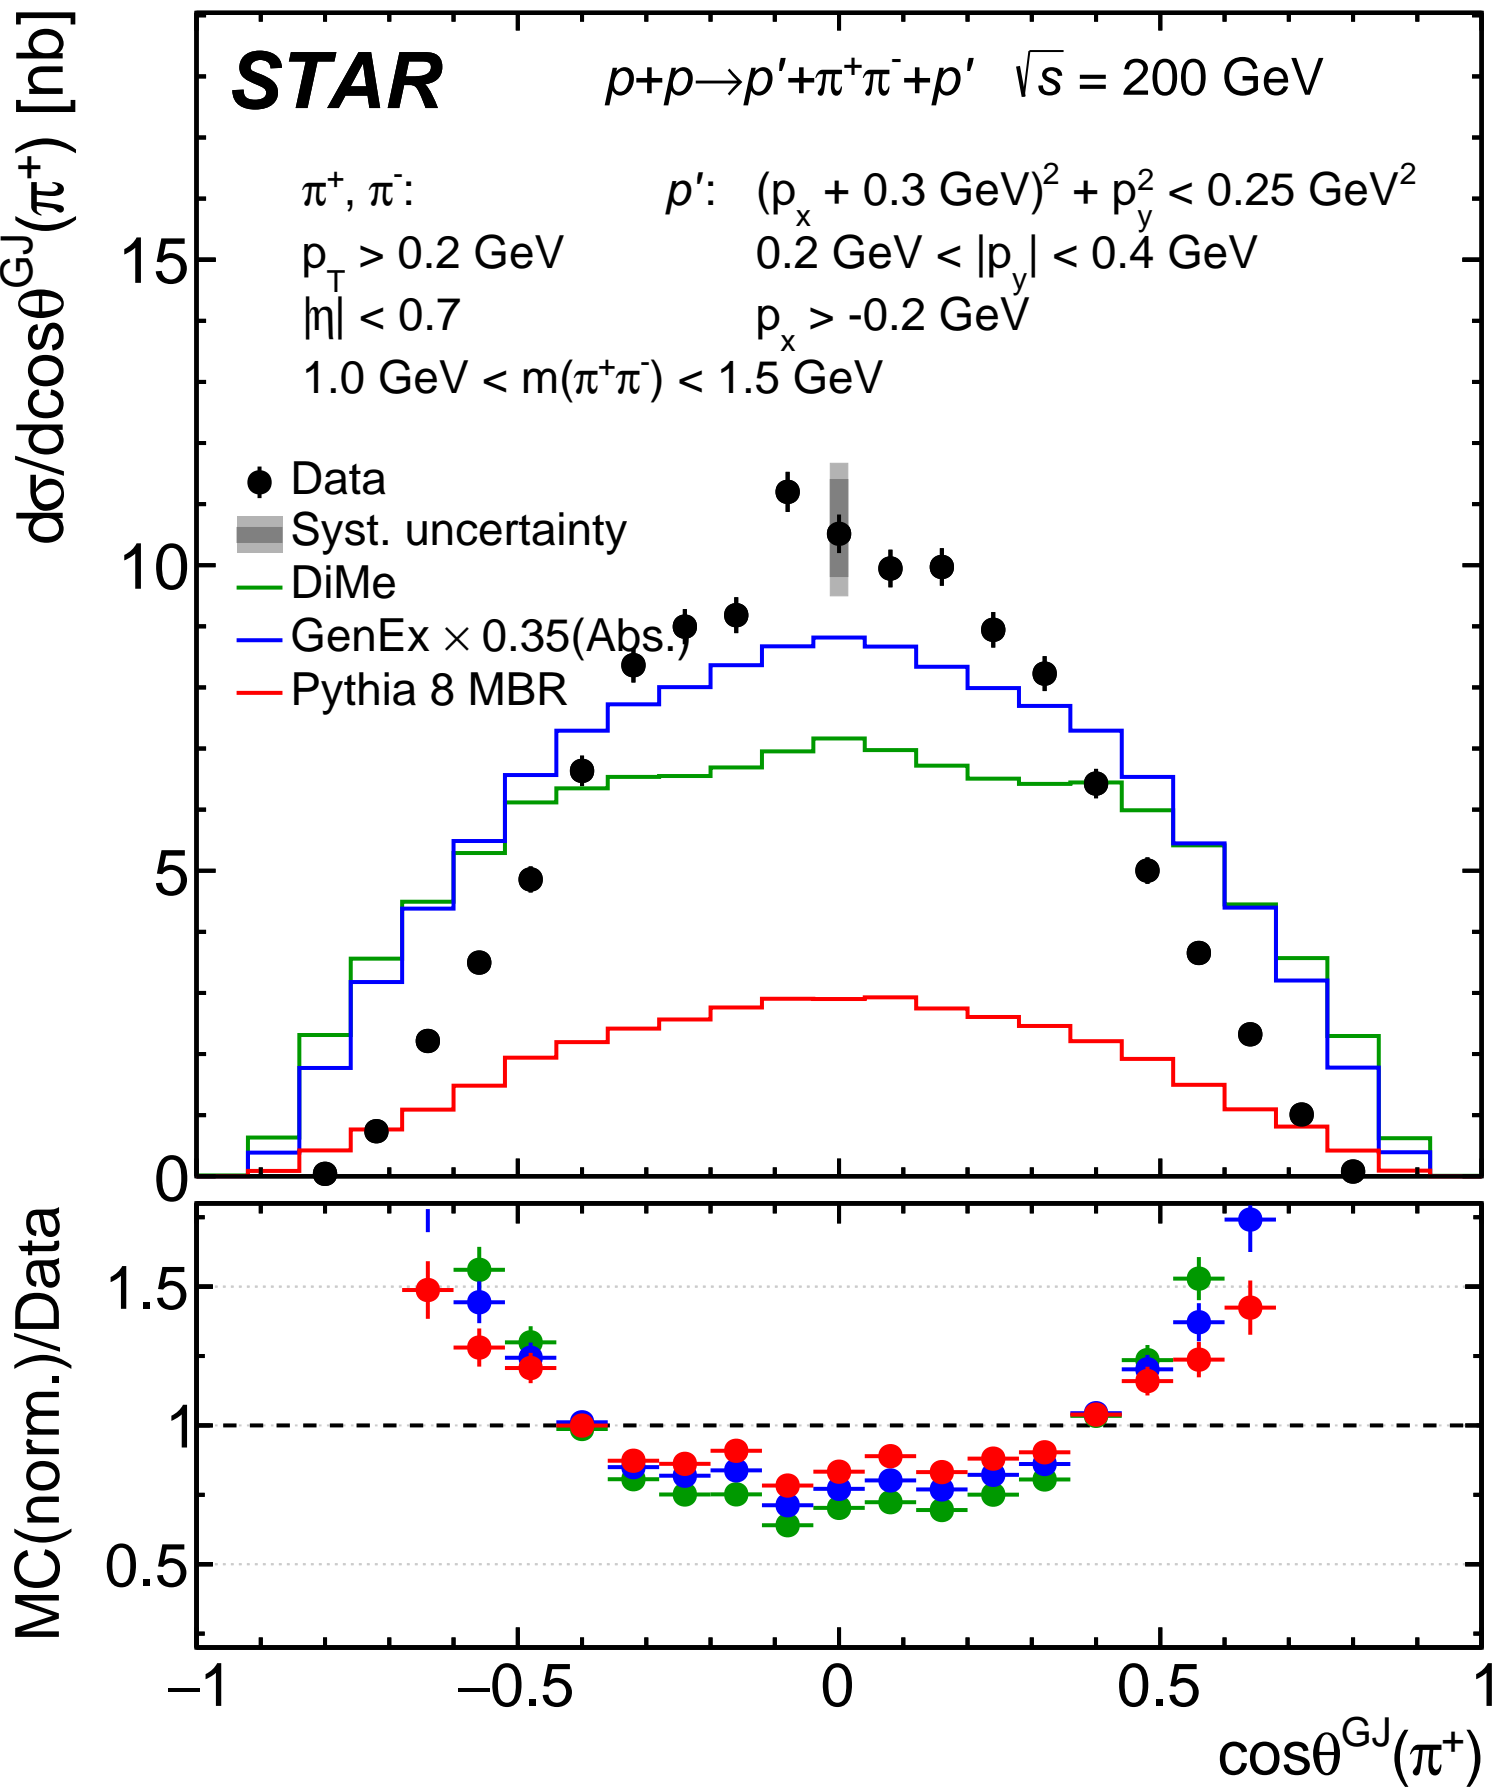 dσ/dcosθ^GJ(π⁺) [nb]
STAR p+p→p′+π⁺π⁻+p′ √s = 200 GeV
π⁺, π⁻: p′: (p_x + 0.3 GeV)² + p_y² < 0.25 GeV²
p_T > 0.2 GeV 0.2 GeV < |p_y| < 0.4 GeV
|η| < 0.7 p_x > -0.2 GeV
1.0 GeV < m(π⁺π⁻) < 1.5 GeV
Data
Syst. uncertainty
DiMe
GenEx × 0.35(Abs.)
Pythia 8 MBR
15
10
5
0
MC(norm.)/Data
1.5
1
0.5
−1 −0.5 0 0.5 1
cosθ^GJ(π⁺)